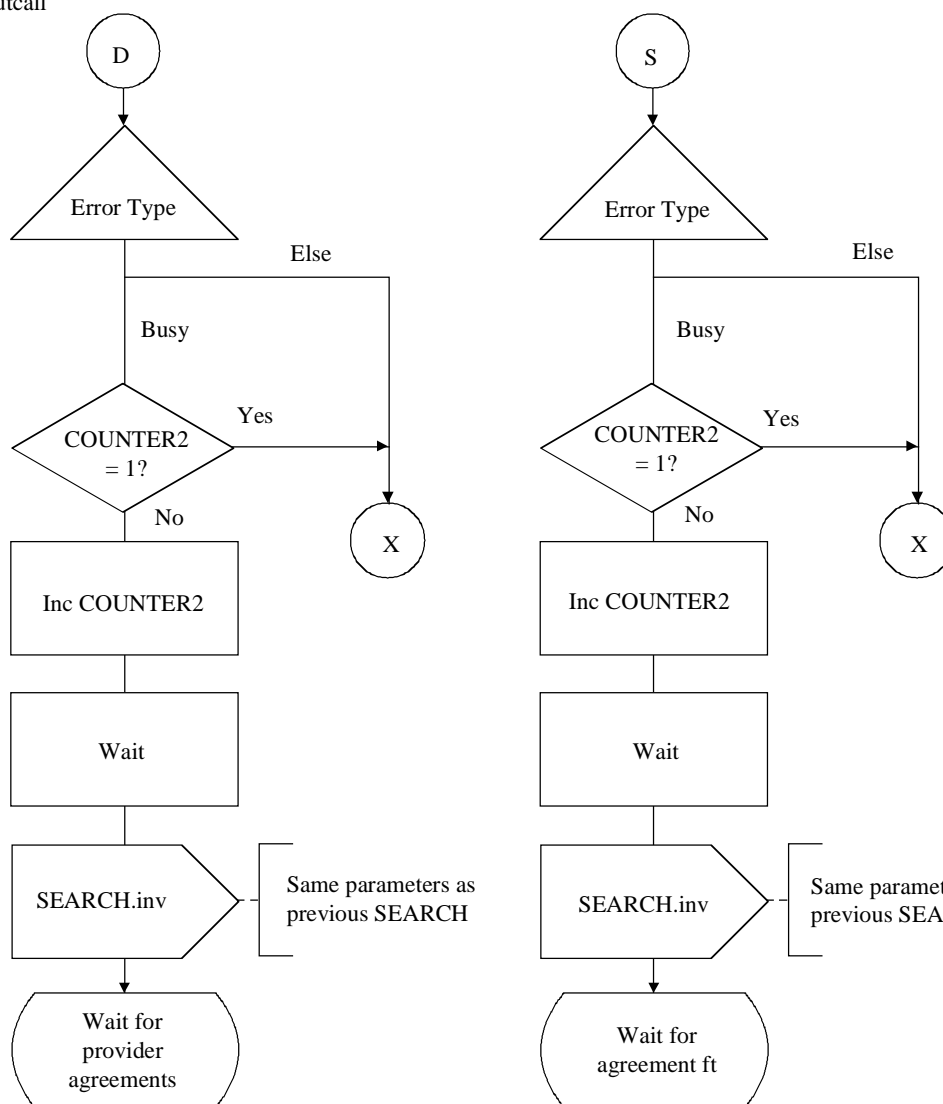 D
Error Type
Else
Busy
COUNTER2
= 1?
Yes
No
X
Inc COUNTER2
Wait
SEARCH.inv
Same parameters as
previous SEARCH
Wait for
provider
agreements
S
Error Type
Else
Busy
COUNTER2
= 1?
Yes
No
X
Inc COUNTER2
Wait
SEARCH.inv
Same
previous
Wait for
agreement ft